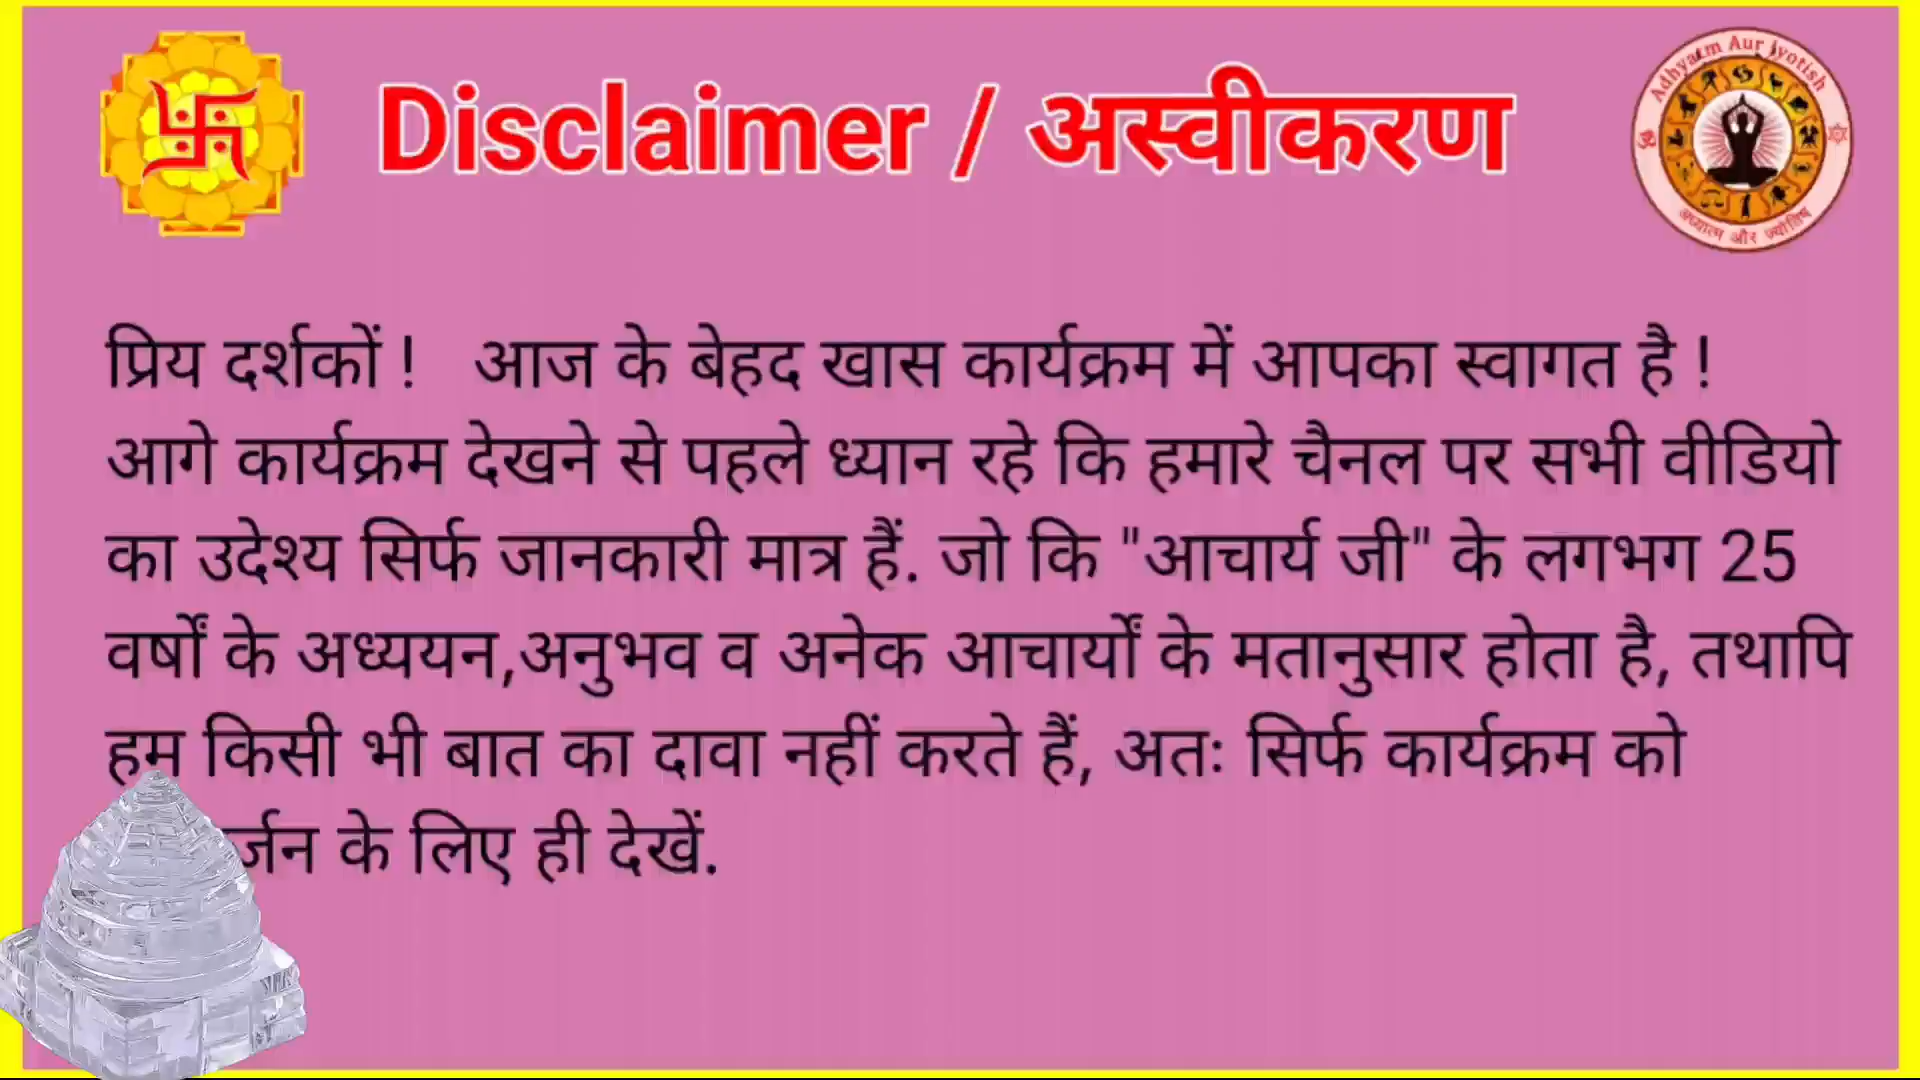 Disclaimer / अस्वीकरण
Adhyatm Aur Jyotish
अध्यात्म और ज्योतिष
प्रिय दर्शकों ! आज के बेहद खास कार्यक्रम में आपका स्वागत है !
आगे कार्यक्रम देखने से पहले ध्यान रहे कि हमारे चैनल पर सभी वीडियो
का उदेश्य सिर्फ जानकारी मात्र हैं. जो कि "आचार्य जी" के लगभग 25
वर्षों के अध्ययन,अनुभव व अनेक आचार्यों के मतानुसार होता है, तथापि
हम किसी भी बात का दावा नहीं करते हैं, अतः सिर्फ कार्यक्रम को
के लिए ही देखें.